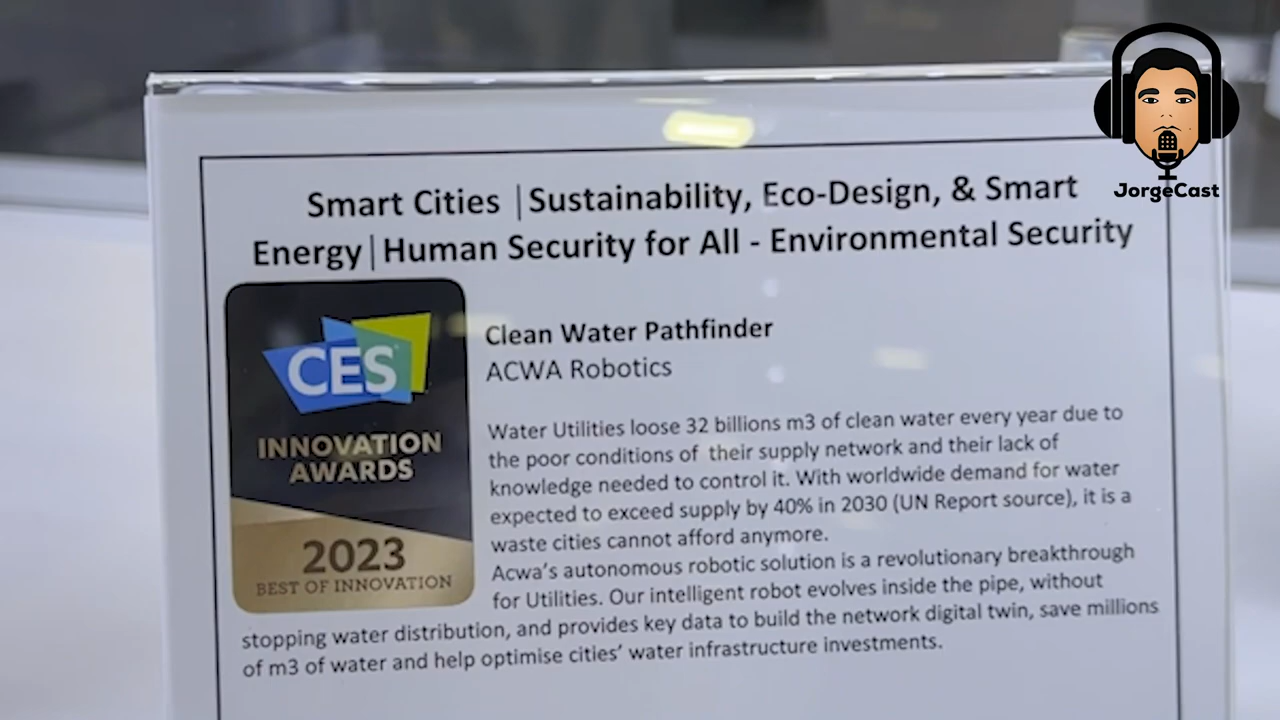 JorgeCast
Smart Cities |Sustainability, Eco-Design, & Smart
Energy|Human Security for All - Environmental Security
CES
INNOVATION
AWARDS
2023
BEST OF INNOVATION
Clean Water Pathfinder
ACWA Robotics
Water Utilities loose 32 billions m3 of clean water every year due to
the poor conditions of their supply network and their lack of
knowledge needed to control it. With worldwide demand for water
expected to exceed supply by 40% in 2030 (UN Report source), it is a
waste cities cannot afford anymore.
Acwa's autonomous robotic solution is a revolutionary breakthrough
for Utilities. Our intelligent robot evolves inside the pipe, without
stopping water distribution, and provides key data to build the network digital twin, save millions
of m3 of water and help optimise cities' water infrastructure investments.